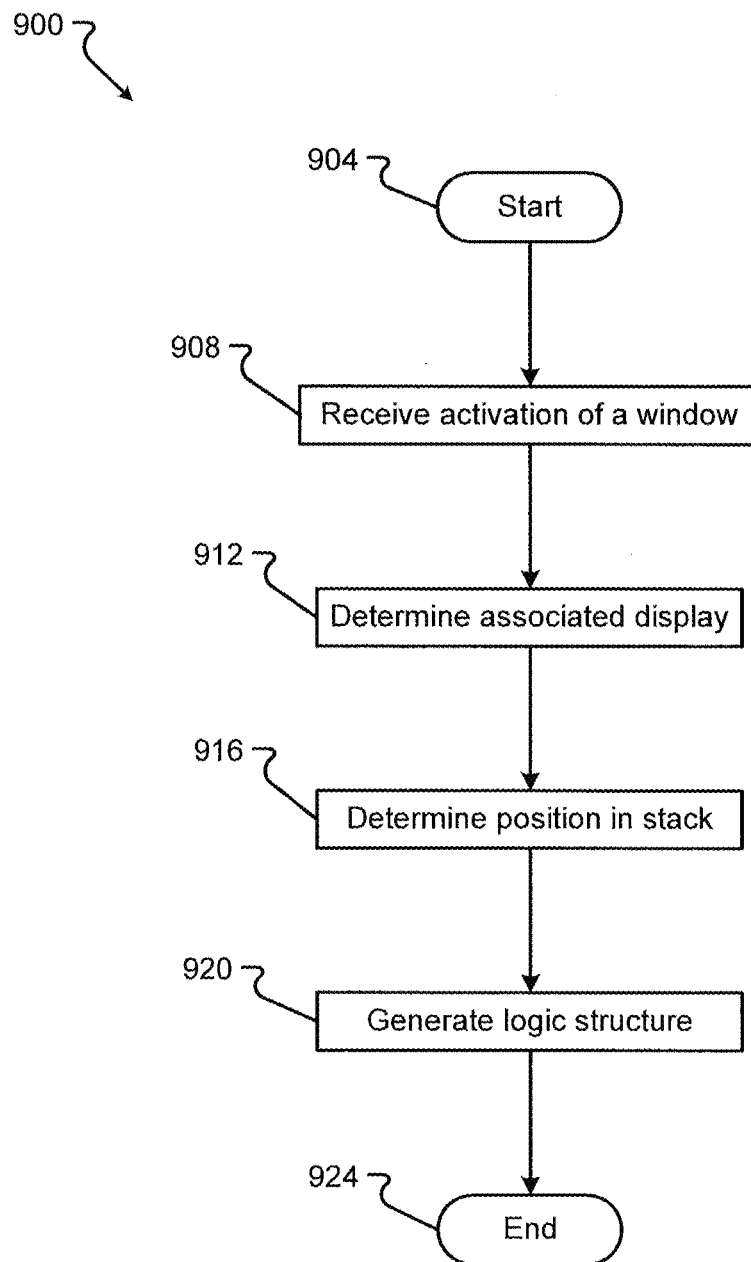 900
904
Start
908
Receive activation of a window
912
Determine associated display
916
Determine position in stack
920
Generate logic structure
924
End